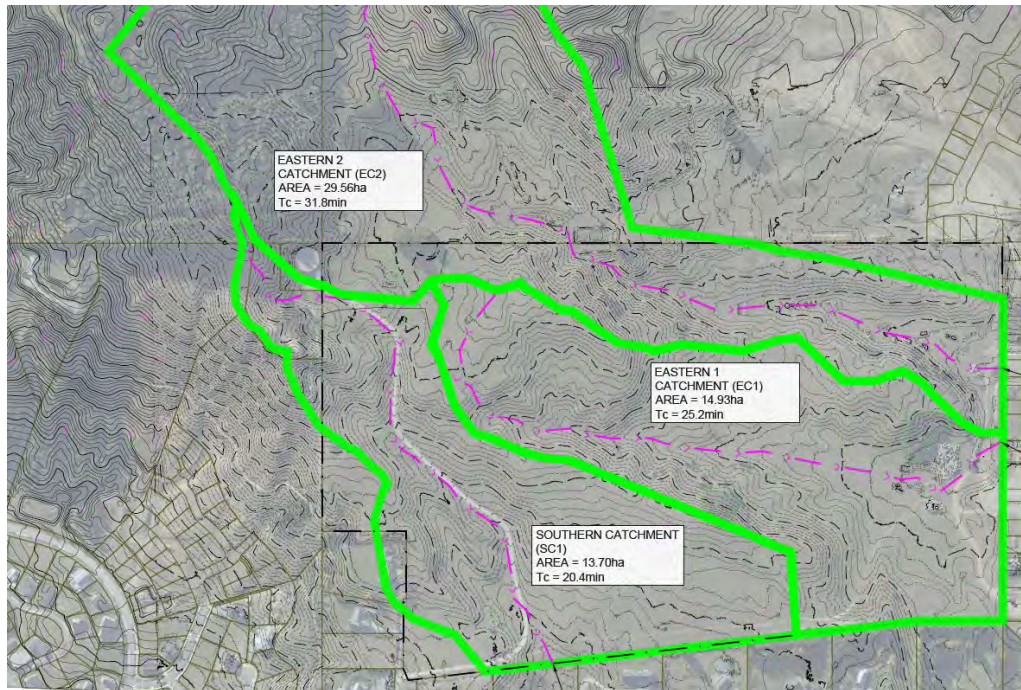 EASTERN 2
CATCHMENT (EC2)
AREA = 29.56ha
Tc = 31.8min
EASTERN 1
CATCHMENT (EC1)
AREA = 14.93ha
Tc = 25.2min
SOUTHERN CATCHMENT
(SC1)
AREA = 13.70ha
Tc = 20.4min